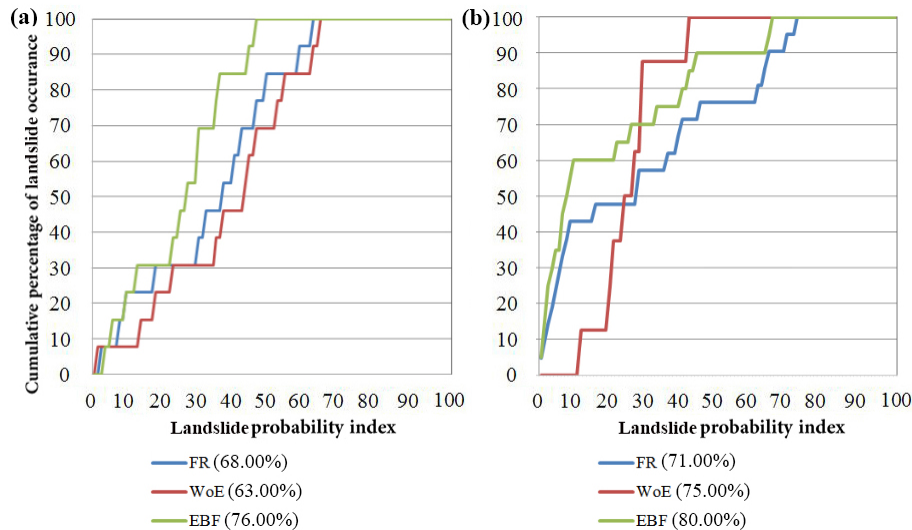 (a)
Cumulative percentage of landslide occurance
100
90
80
70
60
50
40
30
20
10
0
0 10 20 30 40 50 60 70 80 90 100
Landslide probability index
FR (68.00%)
WoE (63.00%)
EBF (76.00%)
(b)
100
90
80
70
60
50
40
30
20
10
0
0 10 20 30 40 50 60 70 80 90 100
Landslide probability index
FR (71.00%)
WoE (75.00%)
EBF (80.00%)